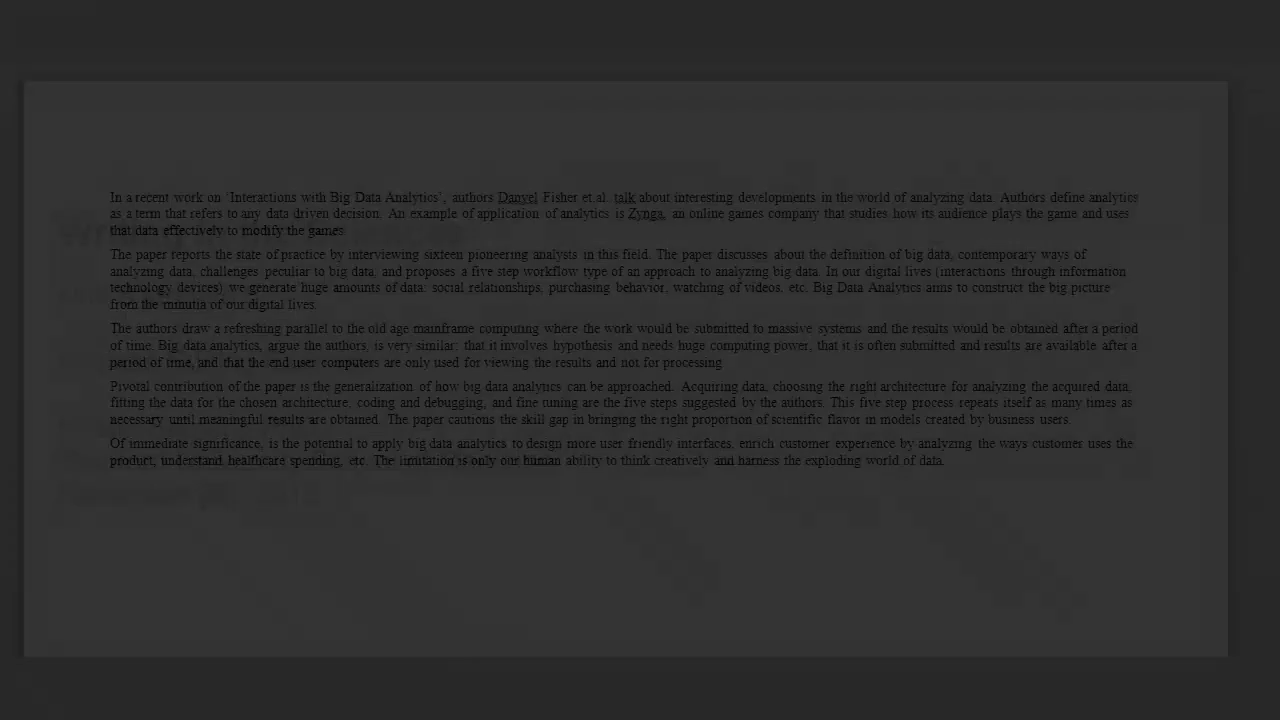 In a recent work on ‘Interactions with Big Data Analytics’, authors Danyel Fisher et.al. talk about interesting developments in the world of analyzing data. Authors define analytics
as a term that refers to any data driven decision. An example of application of analytics is Zynga, an online games company that studies how its audience plays the game and uses
that data effectively to modify the games.
The paper reports the state of practice by interviewing sixteen pioneering analysts in this field. The paper discusses about the definition of big data, contemporary ways of
analyzing data, challenges peculiar to big data, and proposes a five step workflow type of an approach to analyzing big data. In our digital lives (interactions through information
technology devices) we generate huge amounts of data: social relationships, purchasing behavior, watching of videos, etc. Big Data Analytics aims to construct the big picture
from the minutia of our digital lives.
The authors draw a refreshing parallel to the old age mainframe computing where the work would be submitted to massive systems and the results would be obtained after a period
of time. Big data analytics, argue the authors, is very similar: that it involves hypothesis and needs huge computing power, that it is often submitted and results are available after a
period of time, and that the end user computers are only used for viewing the results and not for processing.
Pivotal contribution of the paper is the generalization of how big data analytics can be approached. Acquiring data, choosing the right architecture for analyzing the acquired data,
fitting the data for the chosen architecture, coding and debugging, and fine tuning are the five steps suggested by the authors. This five step process repeats itself as many times as
necessary until meaningful results are obtained. The paper cautions the skill gap in bringing the right proportion of scientific flavor in models created by business users.
Of immediate significance, is the potential to apply big data analytics to design more user friendly interfaces, enrich customer experience by analyzing the ways customer uses the
product, understand healthcare spending, etc. The limitation is only our human ability to think creatively and harness the exploding world of data.